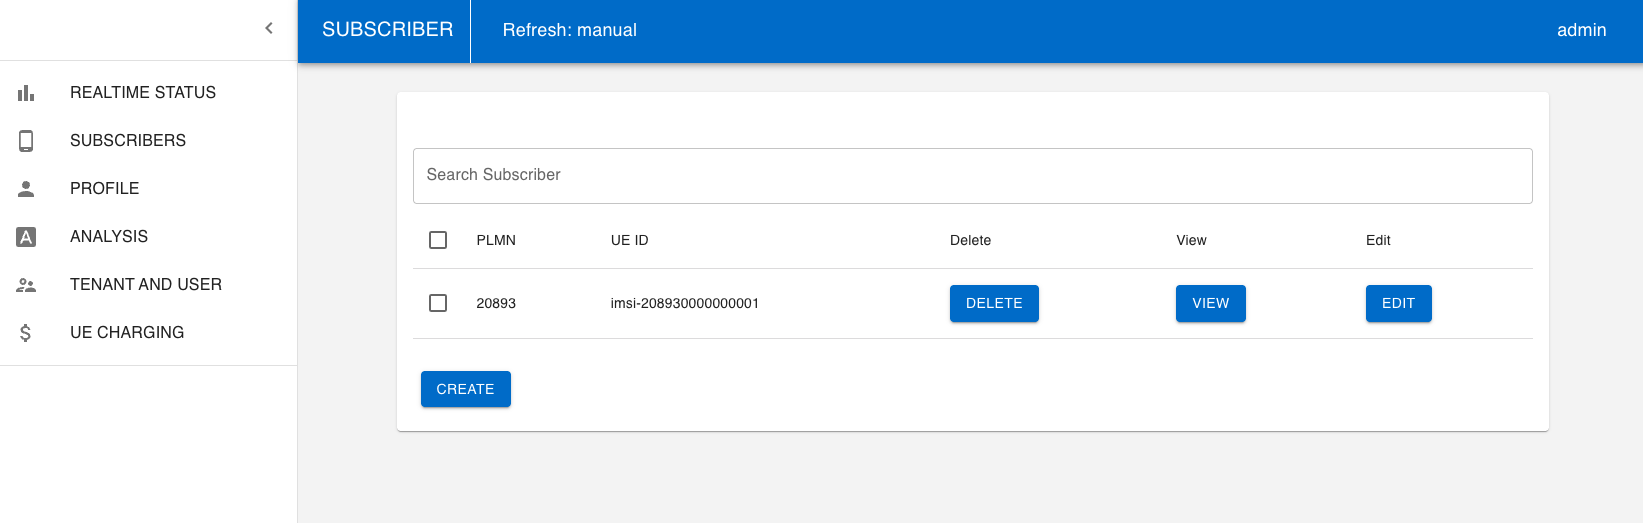 SUBSCRIBER
Refresh: manual
admin
REALTIME STATUS
SUBSCRIBERS
PROFILE
ANALYSIS
TENANT AND USER
UE CHARGING
Search Subscriber
PLMN UE ID Delete View Edit
20893 imsi-208930000000001 DELETE VIEW EDIT
CREATE